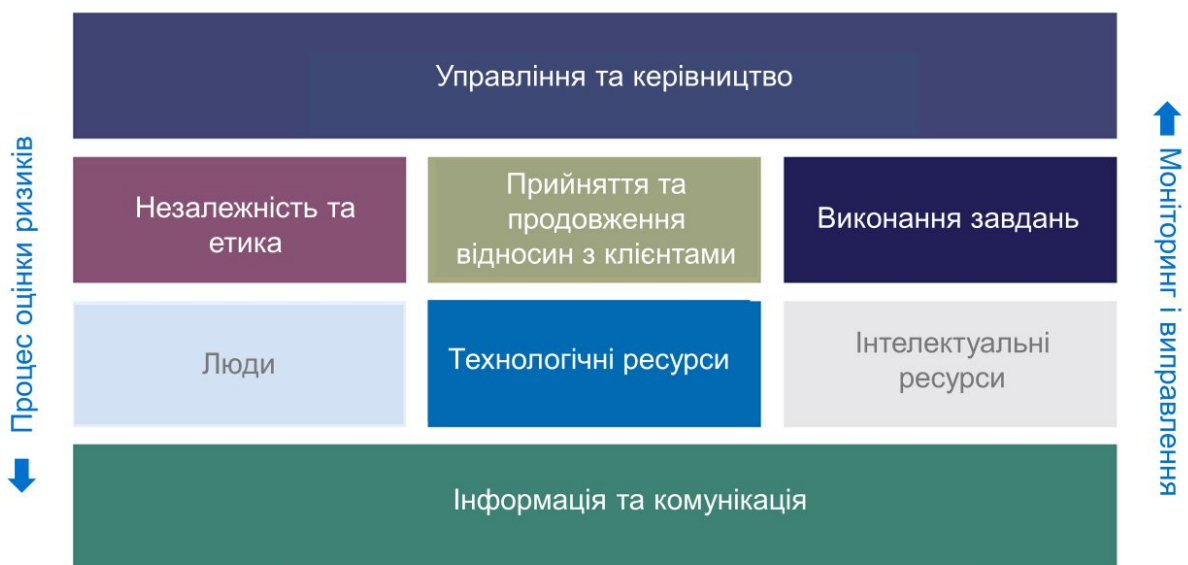 Управління та керівництво
Процес оцінки ризиків
Незалежність та
етика
Прийняття та
продовження
відносин з клієнтами
Виконання завдань
Люди
Технологічні ресурси
Інтелектуальні
ресурси
Інформація та комунікація
Моніторинг і виправлення